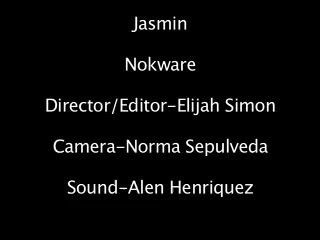 Jasmin
Nokware
Director/Editor-Elijah Simon
Camera-Norma Sepulveda
Sound-Alen Henriquez